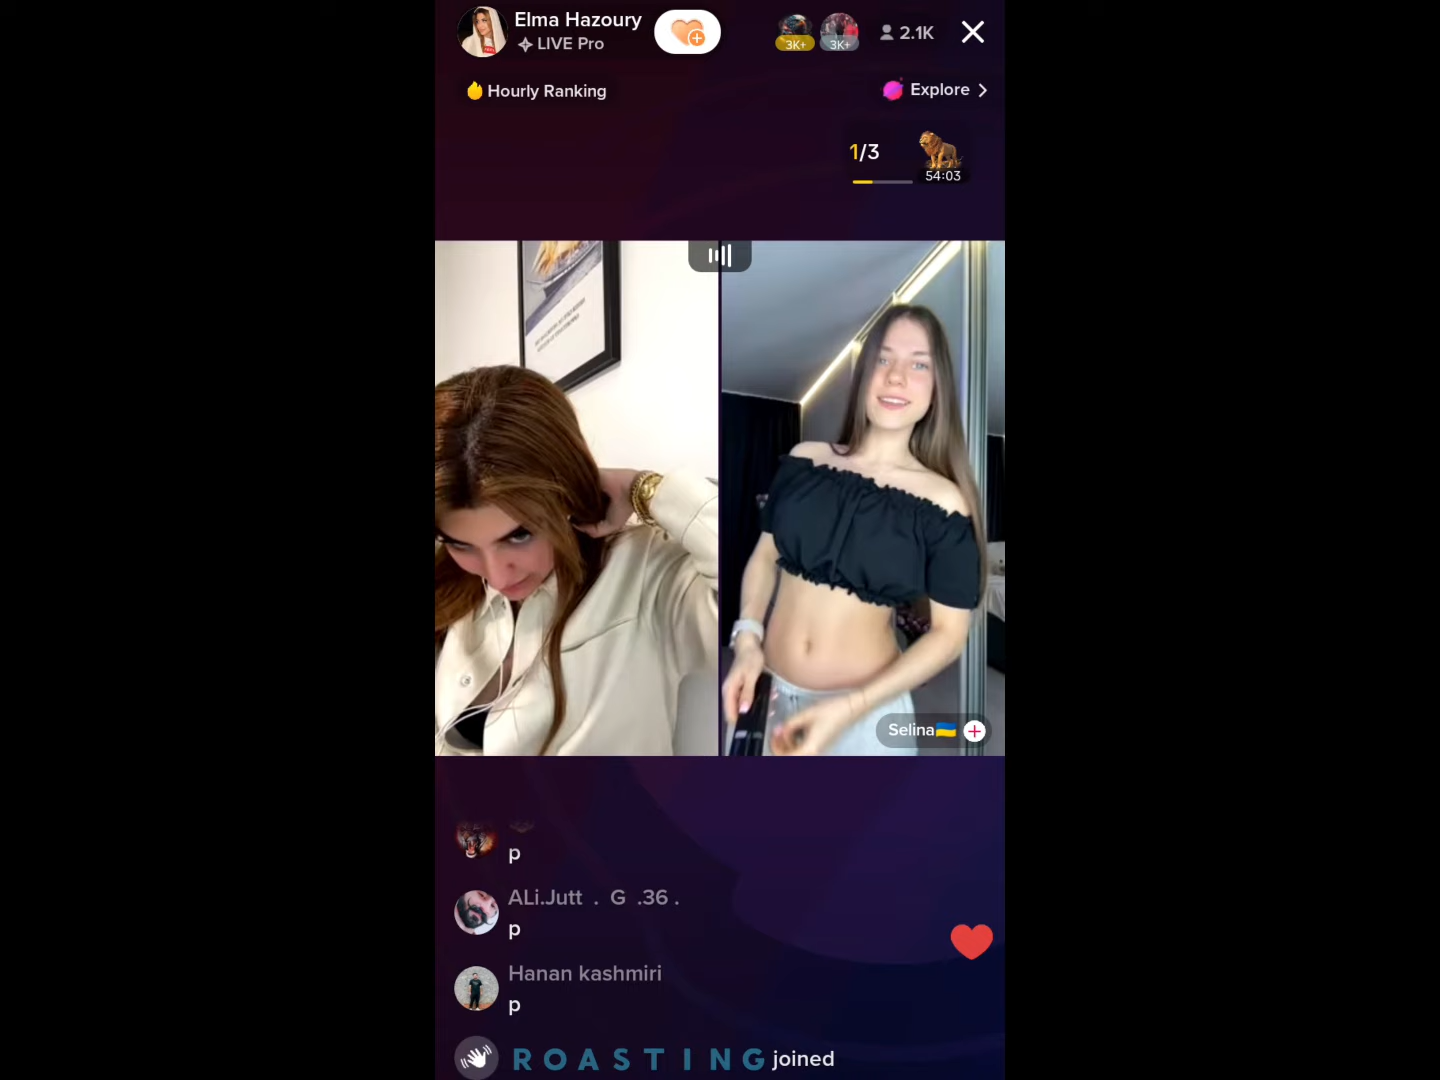 Elma Hazoury
LIVE Pro
3K+
3K+
2.1K
Hourly Ranking
Explore
1/3
54:03
Selina🇺🇦
p
ALi.Jutt . G .36 .
p
Hanan kashmiri
p
ROASTING joined